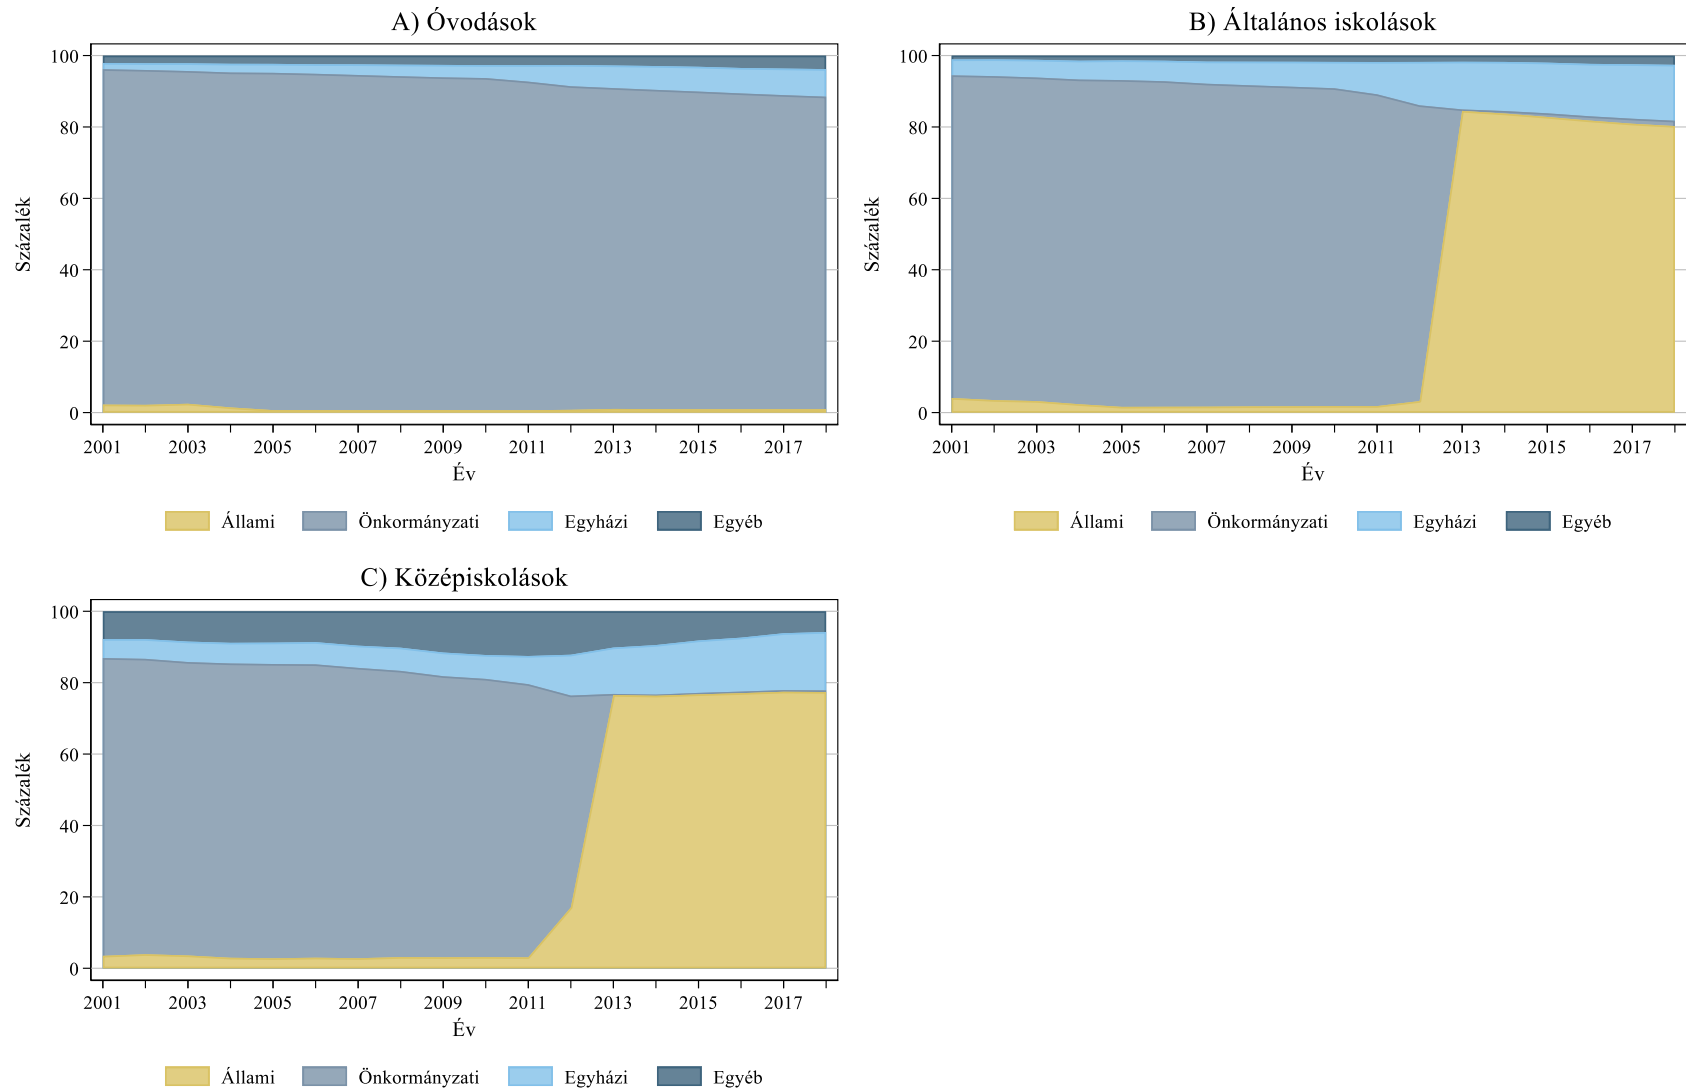 A) Óvodások
100
80
60
40
20
0
Százalék
2001 2003 2005 2007 2009 2011 2013 2015 2017
Év
Állami Önkormányzati Egyházi Egyéb
B) Általános iskolások
100
80
60
40
20
0
Százalék
2001 2003 2005 2007 2009 2011 2013 2015 2017
Év
Állami Önkormányzati Egyházi Egyéb
C) Középiskolások
100
80
60
40
20
0
Százalék
2001 2003 2005 2007 2009 2011 2013 2015 2017
Év
Állami Önkormányzati Egyházi Egyéb